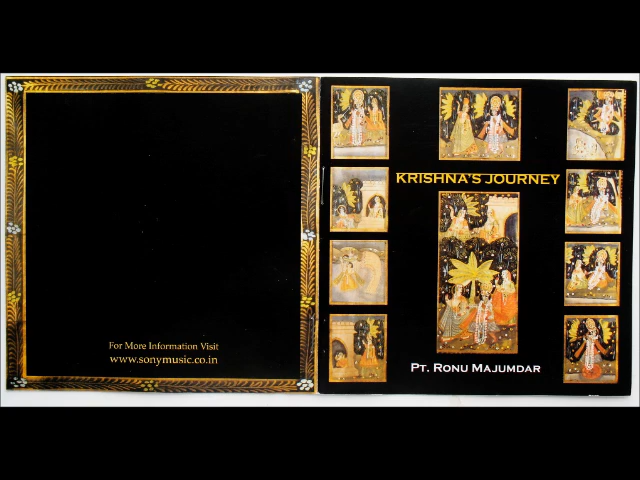 For More Information Visit
www.sonymusic.co.in
KRISHNA'S JOURNEY
PT. RONU MAJUMDAR